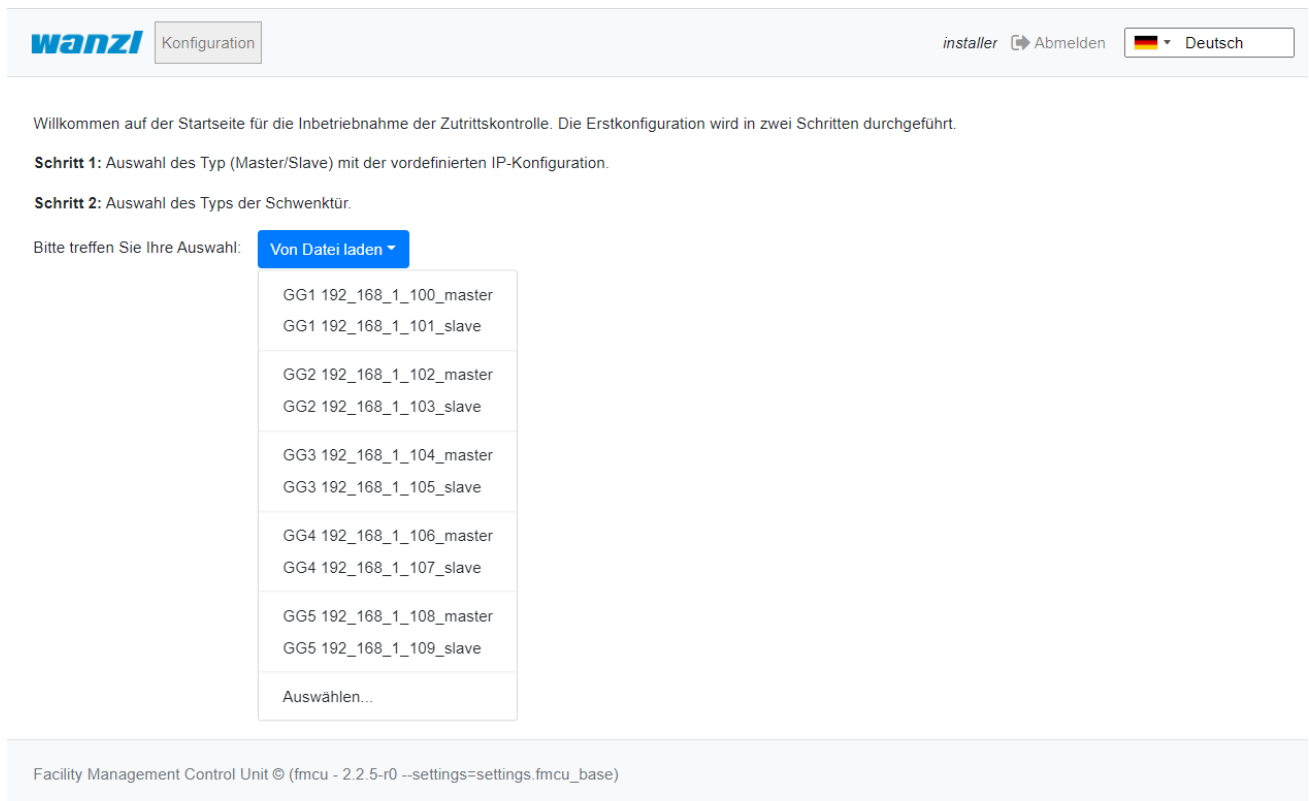 wanzl Konfiguration installer Abmelden Deutsch
Willkommen auf der Startseite für die Inbetriebnahme der Zutrittskontrolle. Die Erstkonfiguration wird in zwei Schritten durchgeführt.
Schritt 1: Auswahl des Typ (Master/Slave) mit der vordefinierten IP-Konfiguration.
Schritt 2: Auswahl des Typs der Schwenktür.
Bitte treffen Sie Ihre Auswahl: Von Datei laden
GG1 192_168_1_100_master
GG1 192_168_1_101_slave
GG2 192_168_1_102_master
GG2 192_168_1_103_slave
GG3 192_168_1_104_master
GG3 192_168_1_105_slave
GG4 192_168_1_106_master
GG4 192_168_1_107_slave
GG5 192_168_1_108_master
GG5 192_168_1_109_slave
Auswählen...
Facility Management Control Unit © (fmcu - 2.2.5-r0 --settings=settings.fmcu_base)